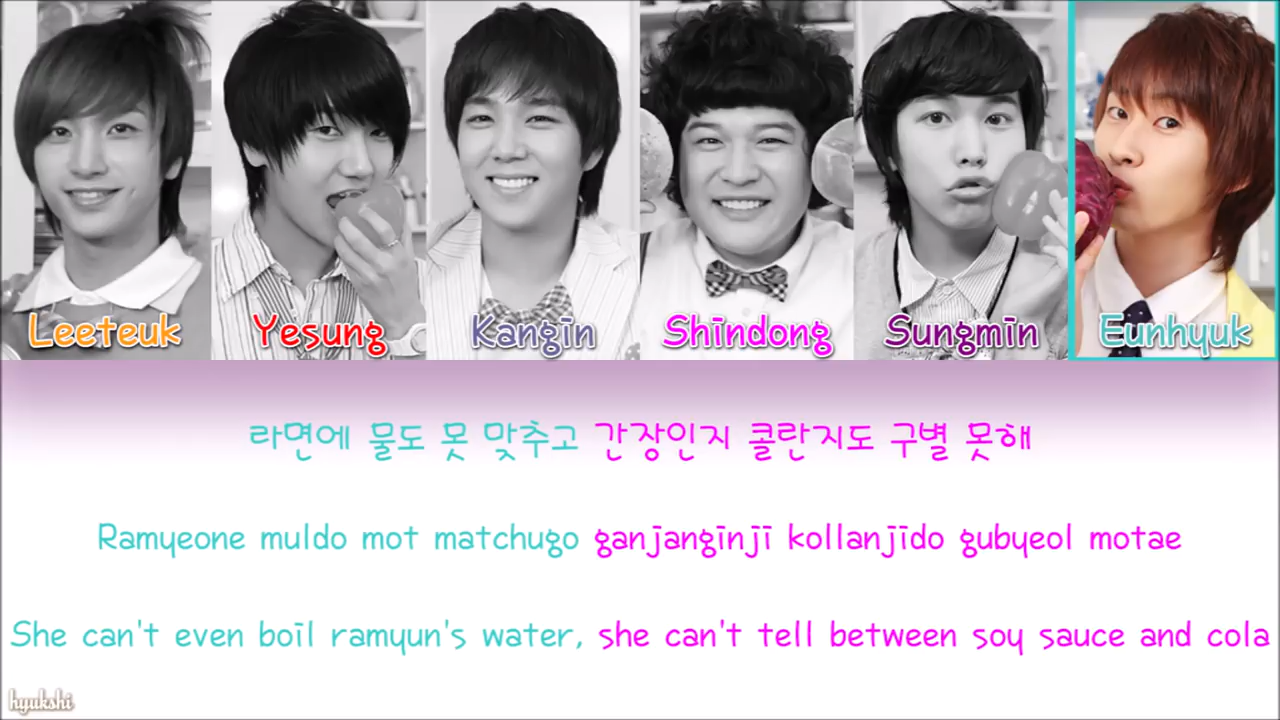 Leeteuk Yesung Kangin Shindong Sungmin Eunhyuk
라면에 물도 못 맞추고 간장인지 콜란지도 구별 못해
Ramyeone muldo mot matchugo ganjanginji kollanjido gubyeol motae
She can't even boil ramyun's water, she can't tell between soy sauce and cola
hyukshi